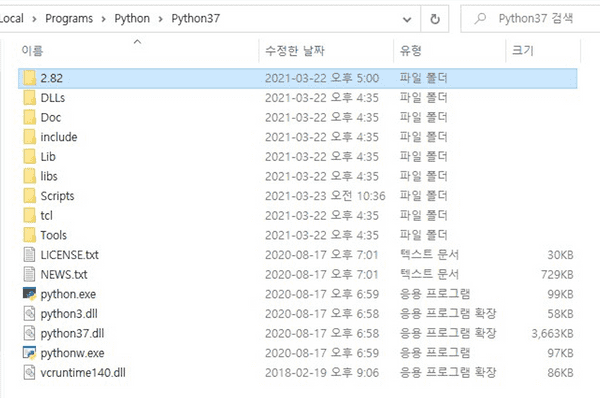 Local > Programs > Python > Python37
Python37 검색
이름 수정한 날짜 유형 크기
2.82 2021-03-22 오후 5:00 파일 폴더
DLLs 2021-03-22 오후 4:35 파일 폴더
Doc 2021-03-22 오후 4:35 파일 폴더
include 2021-03-22 오후 4:35 파일 폴더
Lib 2021-03-22 오후 4:35 파일 폴더
libs 2021-03-22 오후 4:35 파일 폴더
Scripts 2021-03-23 오전 10:36 파일 폴더
tcl 2021-03-22 오후 4:35 파일 폴더
Tools 2021-03-22 오후 4:35 파일 폴더
LICENSE.txt 2020-08-17 오후 7:01 텍스트 문서 30KB
NEWS.txt 2020-08-17 오후 7:01 텍스트 문서 729KB
python.exe 2020-08-17 오후 6:59 응용 프로그램 99KB
python3.dll 2020-08-17 오후 6:58 응용 프로그램 확장 58KB
python37.dll 2020-08-17 오후 6:58 응용 프로그램 확장 3,663KB
pythonw.exe 2020-08-17 오후 6:59 응용 프로그램 97KB
vcruntime140.dll 2018-02-19 오후 9:06 응용 프로그램 확장 86KB